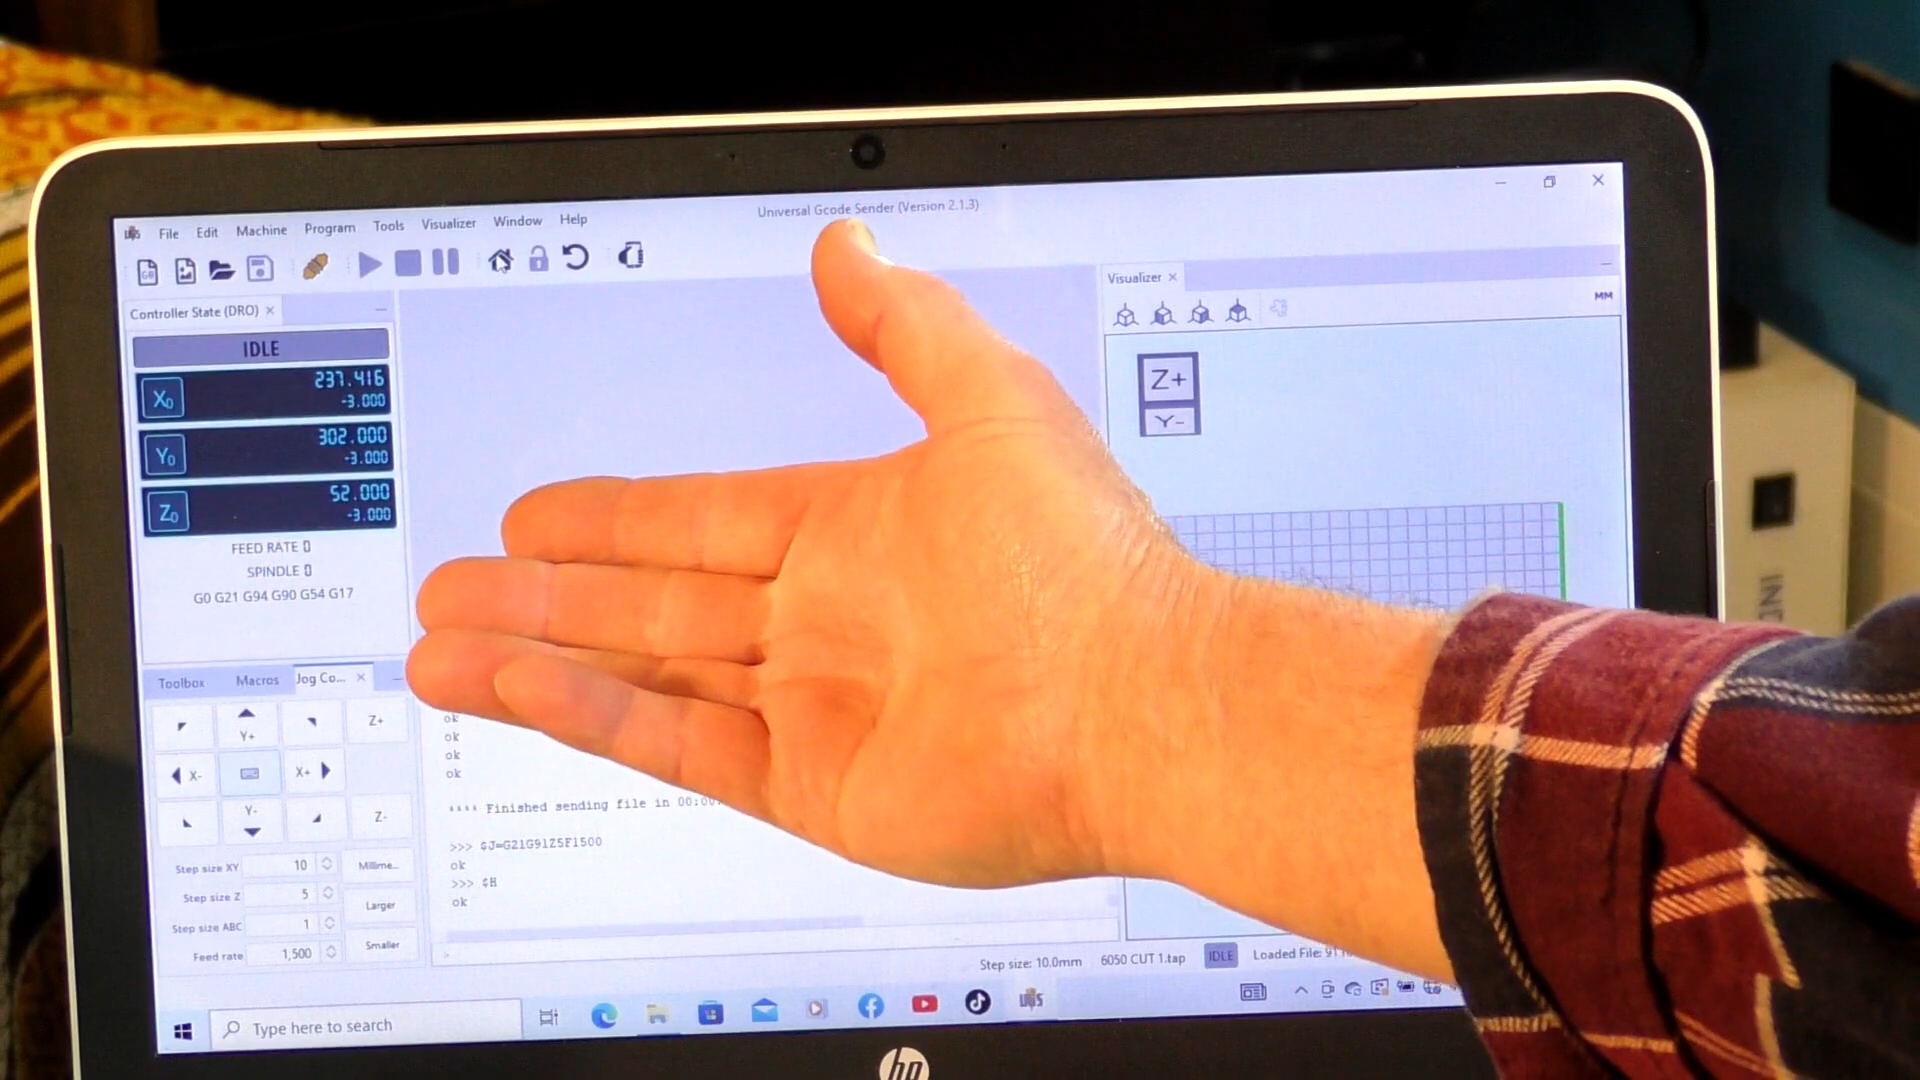 Universal Gcode Sender (Version 2.1.3)
File Edit Machine Program Tools Visualizer Window Help
Controller State (DRO)
IDLE
X0 237.416
-3.000
Y0 302.000
-3.000
Z0 52.000
-3.000
FEED RATE 0
SPINDLE 0
G0 G21 G94 G90 G54 G17
Toolbox Macros Jog Co...
Y+ Z+
X- X+
Y- Z-
Step size XY 10 Millime...
Step size Z 5
Larger
Step size ABC 1
Smaller
Feed rate 1,500
ok
ok
ok
ok
**** Finished sending file in 00:00:
>>> $J=G21G91Z5F1500
ok
>>> $H
ok
>
Visualizer
MM
Z+
Y-
Step size: 10.0mm 6050 CUT 1.tap IDLE Loaded File:
Type here to search
UGS
hp
INT